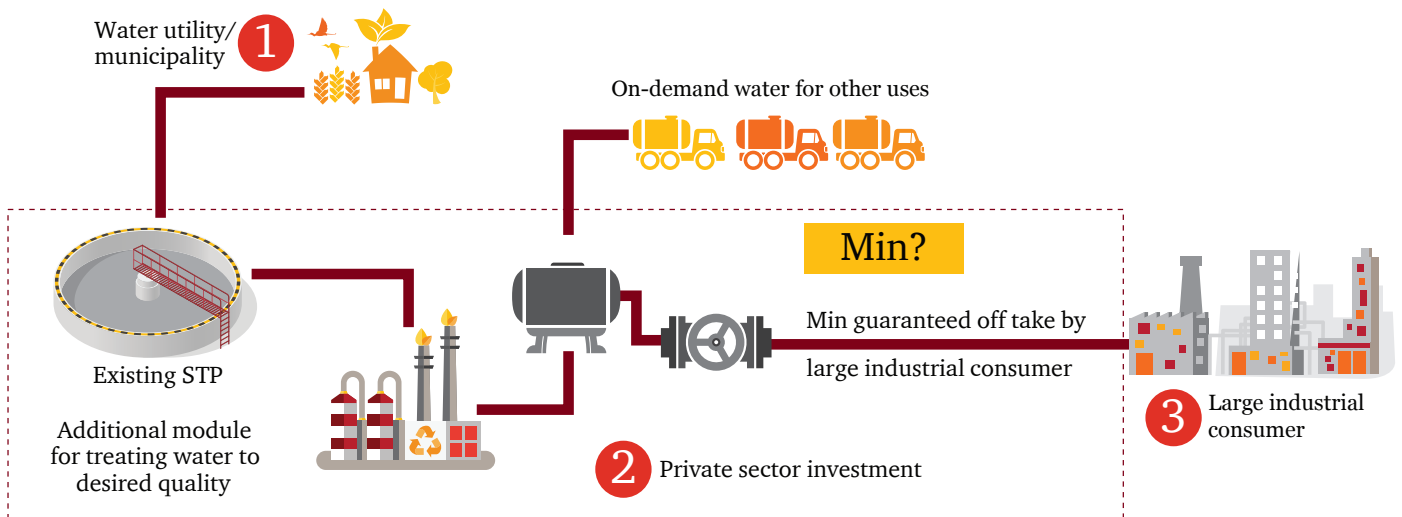 Water utility/
municipality
1
On-demand water for other uses
Min?
Existing STP
Additional module
for treating water to
desired quality
Min guaranteed off take by
large industrial consumer
2 Private sector investment
3 Large industrial
consumer